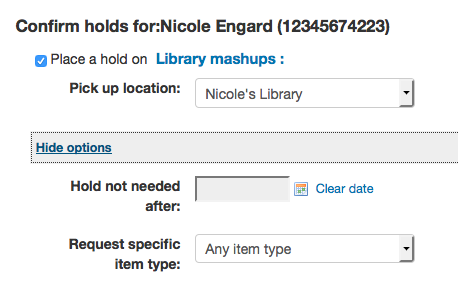 Confirm holds for:Nicole Engard (12345674223)
Place a hold on Library mashups :
Pick up location: Nicole's Library
Hide options
Hold not needed after: Clear date
Request specific item type: Any item type